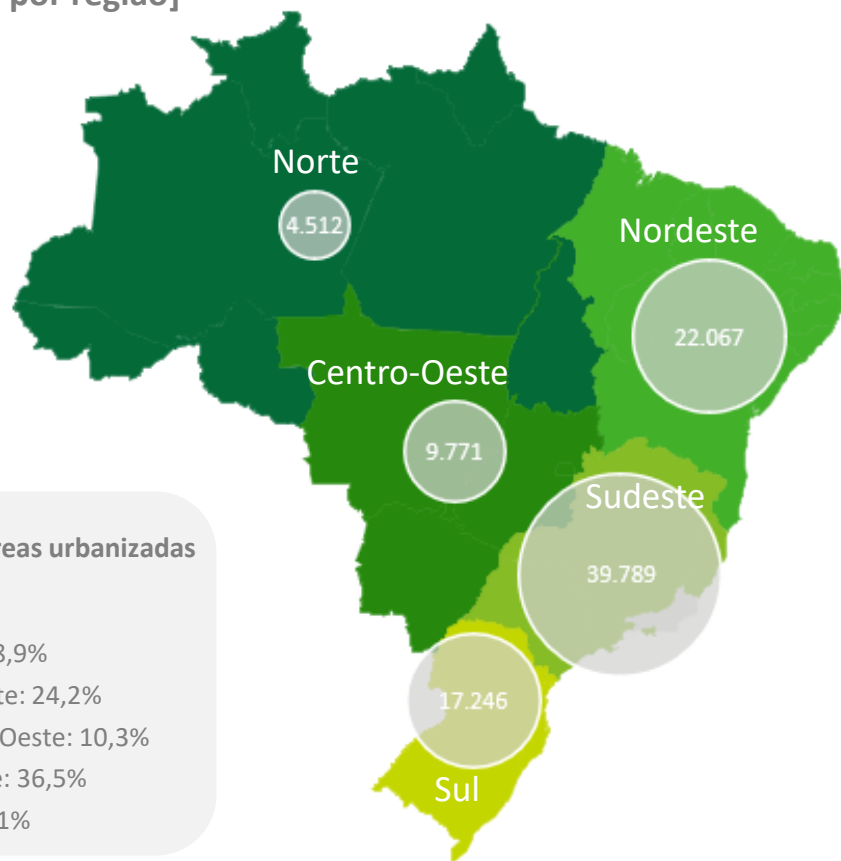 por região]
Norte
4.512
Nordeste
22.067
Centro-Oeste
9.771
Sudeste
39.789
reas urbanizadas
8,9%
te: 24,2%
Oeste: 10,3%
e: 36,5%
1%
17.246
Sul